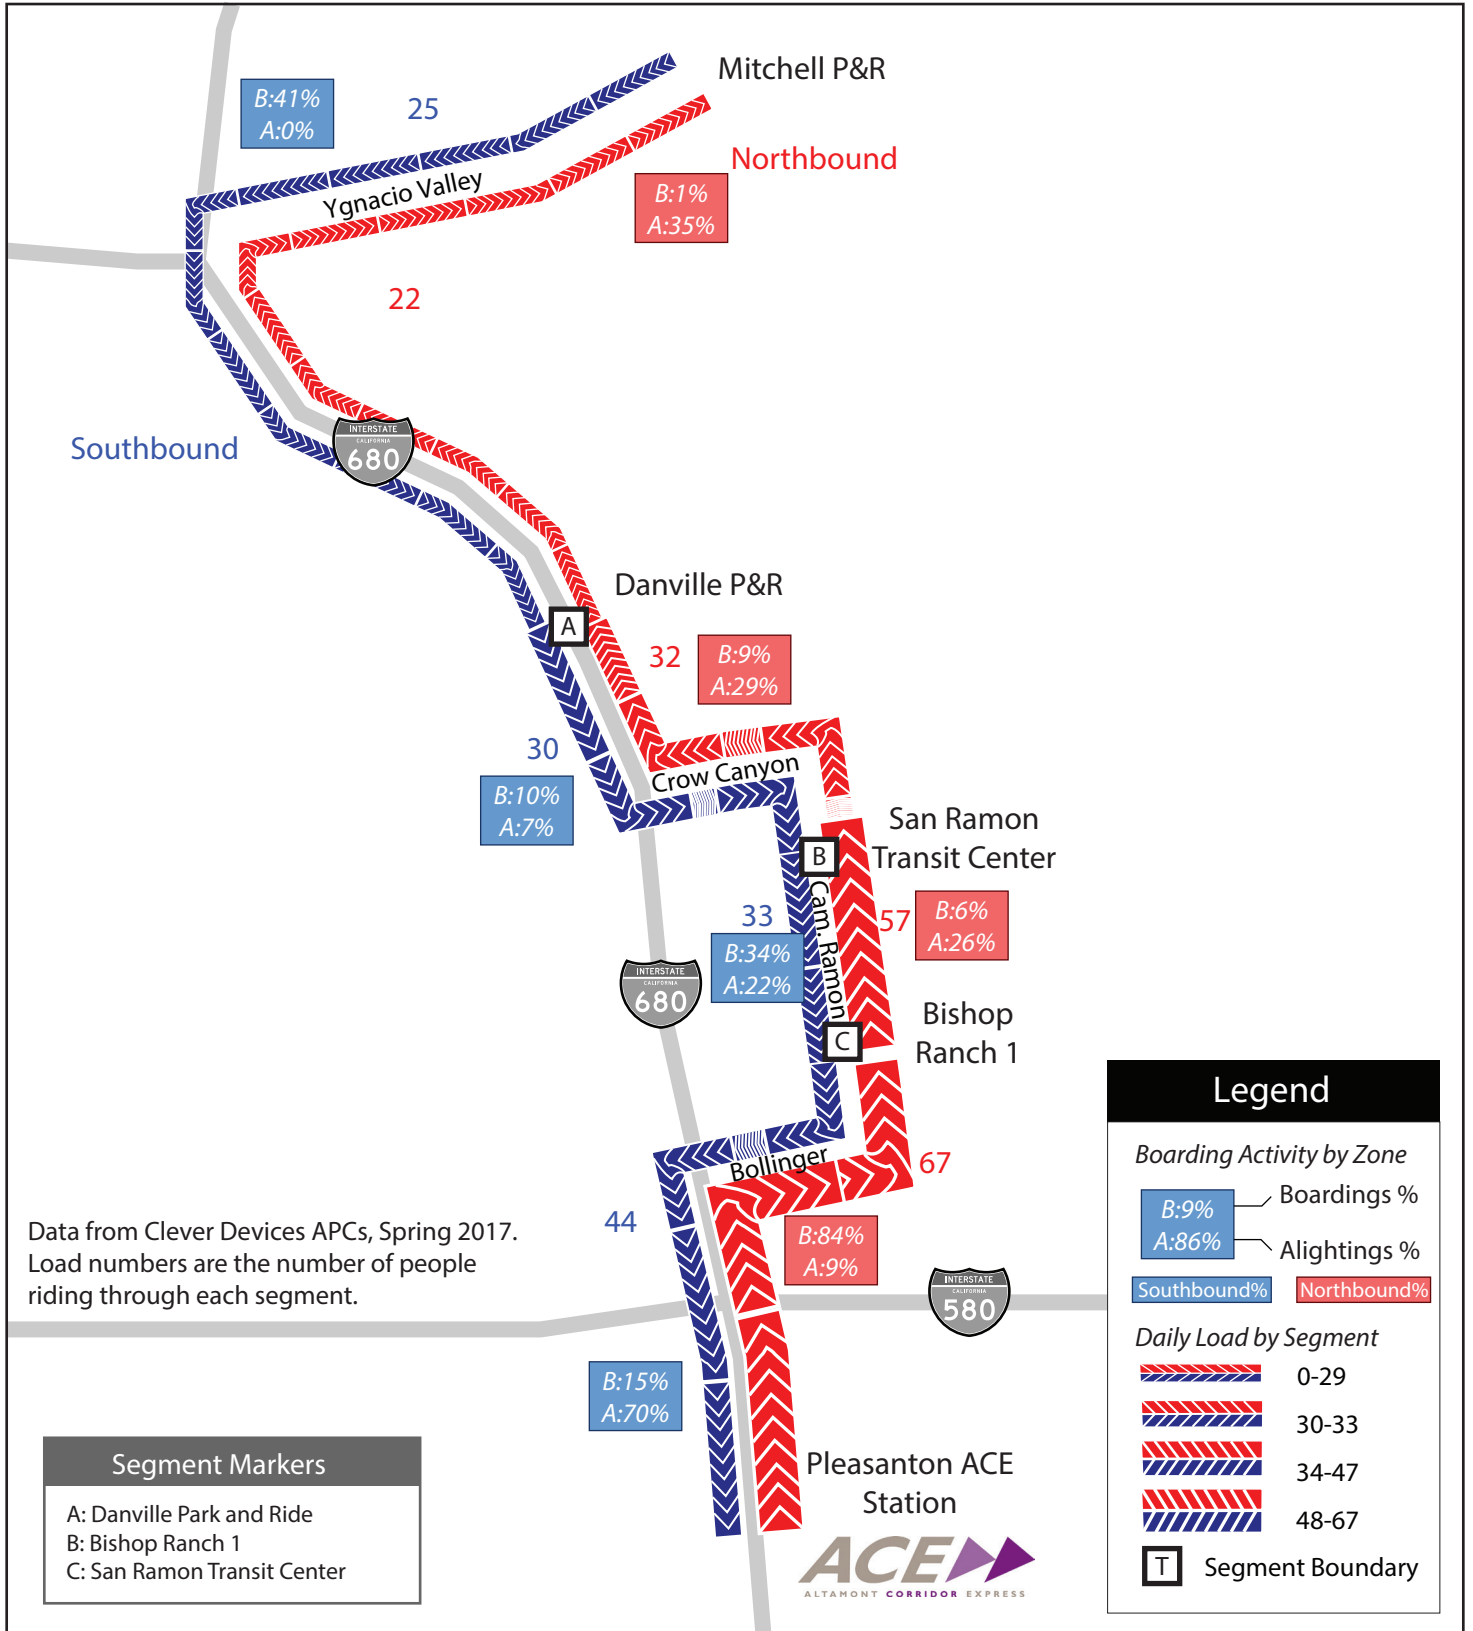 Mitchell P&R
B:41%
A:0%
25
Northbound
Ygnacio Valley
B:1%
A:35%
22
Southbound
INTERSTATE
CALIFORNIA
680
Danville P&R
A
32
B:9%
A:29%
30
B:10%
A:7%
Crow Canyon
San Ramon
Transit Center
B
Cam. Ramon
33
B:34%
A:22%
57
B:6%
A:26%
INTERSTATE
CALIFORNIA
680
Bishop
Ranch 1
C
Bollinger
67
44
B:84%
A:9%
Data from Clever Devices APCs, Spring 2017.
Load numbers are the number of people
riding through each segment.
INTERSTATE
CALIFORNIA
580
B:15%
A:70%
Pleasanton ACE
Station
ACE
ALTAMONT CORRIDOR EXPRESS
Segment Markers
A: Danville Park and Ride
B: Bishop Ranch 1
C: San Ramon Transit Center
Legend
Boarding Activity by Zone
B:9%
A:86%
Boardings %
Alightings %
Southbound%
Northbound%
Daily Load by Segment
0-29
30-33
34-47
48-67
T
Segment Boundary